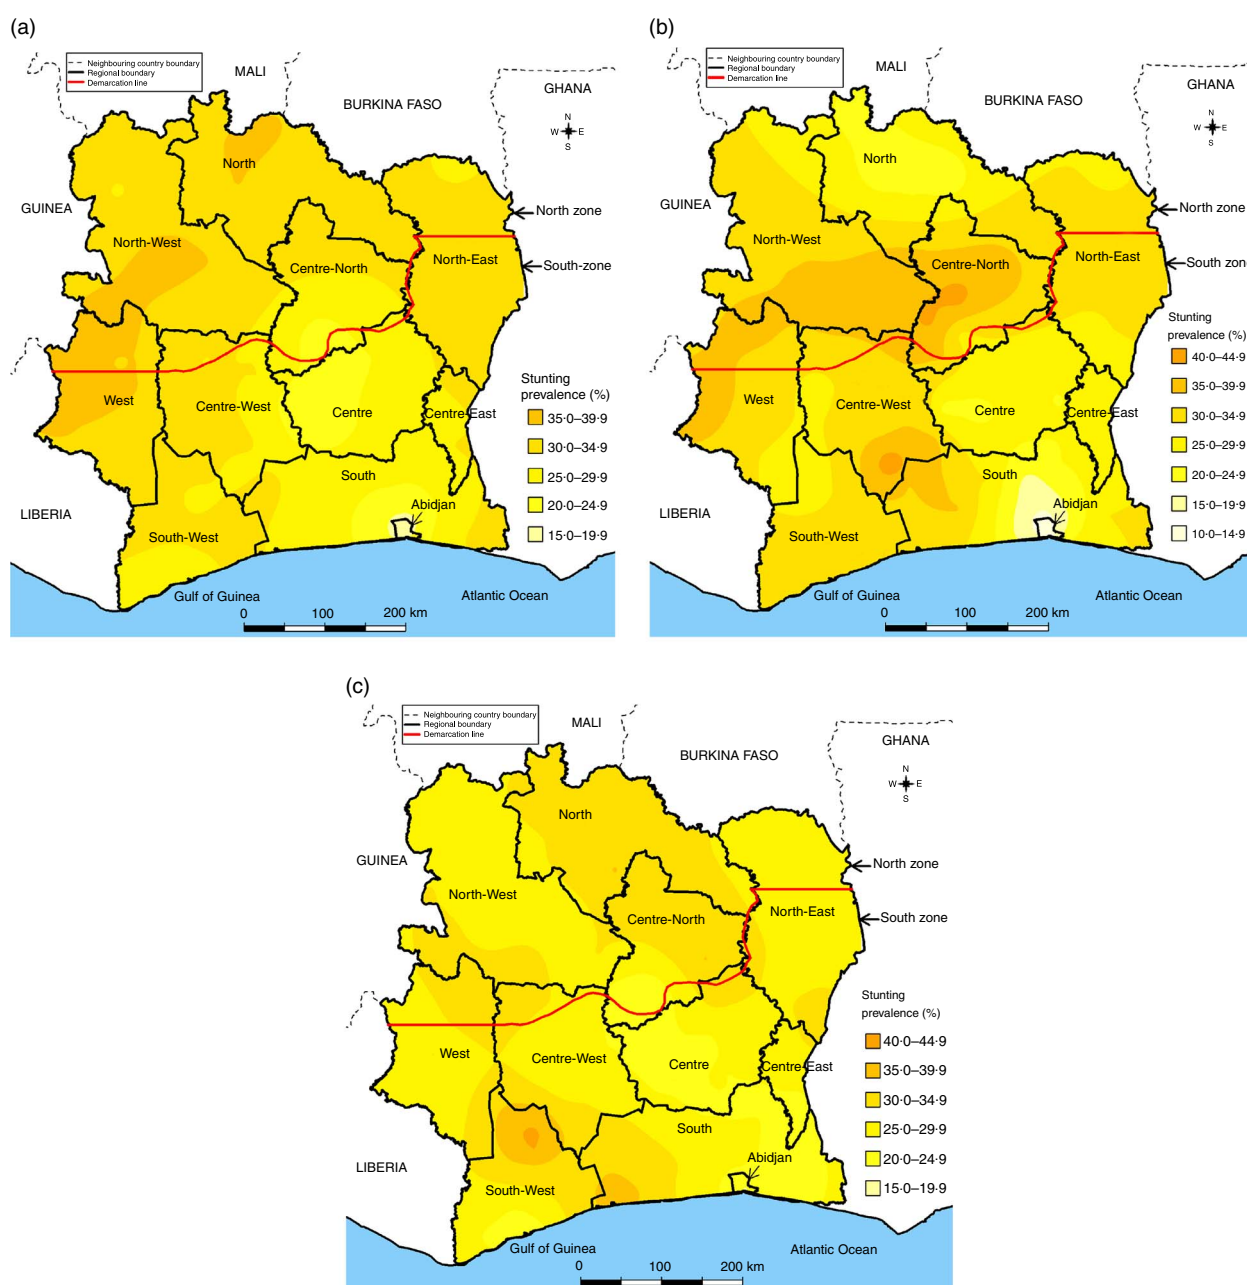 (a)
Neighbouring country boundary
Regional boundary
Demarcation line
MALI
BURKINA FASO
GHANA
N
W E
S
North
GUINEA
North zone
North-West
North-East
Centre-North
South-zone
West
Centre-West
Centre
Centre-East
Stunting
prevalence (%)
35·0–39·9
30·0–34·9
25·0–29·9
20·0–24·9
15·0–19·9
South
Abidjan
LIBERIA
South-West
Gulf of Guinea
Atlantic Ocean
0 100 200 km
(b)
Neighbouring country boundary
Regional boundary
Demarcation line
MALI
BURKINA FASO
GHANA
N
W E
S
North
GUINEA
North zone
North-West
North-East
Centre-North
South zone
Stunting
prevalence (%)
40·0–44·9
35·0–39·9
30·0–34·9
25·0–29·9
20·0–24·9
15·0–19·9
10·0–14·9
West
Centre-West
Centre
Centre-East
South
Abidjan
LIBERIA
South-West
Gulf of Guinea
Atlantic Ocean
0 100 200 km
(c)
Neighbouring country boundary
Regional boundary
Demarcation line
MALI
BURKINA FASO
GHANA
N
W E
S
North
GUINEA
North zone
North-West
North-East
Centre-North
South zone
Stunting
prevalence (%)
40·0–44·9
35·0–39·9
30·0–34·9
25·0–29·9
20·0–24·9
15·0–19·9
West
Centre-West
Centre
Centre-East
South
Abidjan
LIBERIA
South-West
Gulf of Guinea
Atlantic Ocean
0 100 200 km